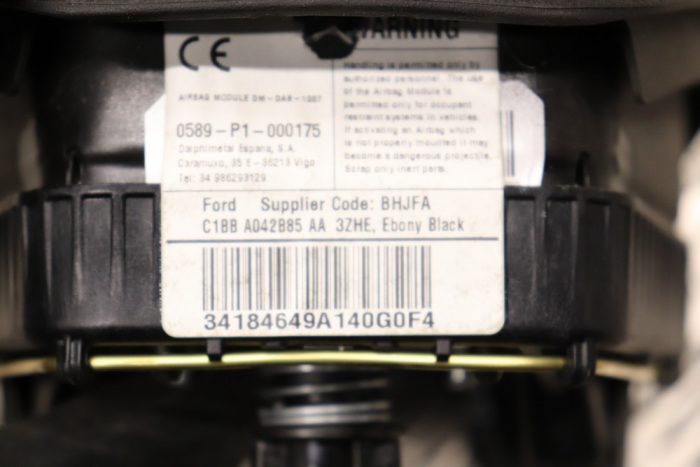 WARNING
CE
AIRBAG MODULE DM-DAB-1007
0589-P1-000175
Dalphimetal Espana, S.A.
Caramuxo, 35 E-36213 Vigo
Tel: 34 986293129
Handling is permitted only by
authorized personnel. The use
of the Airbag Module is
permitted only for occupant
restraint systems in vehicles.
If activating an Airbag which
is not properly mounted it may
become a dangerous projectile.
Scrap only inert parts.
Ford Supplier Code: BHJFA
C1BB A042B85 AA 3ZHE, Ebony Black
34184649A140G0F4